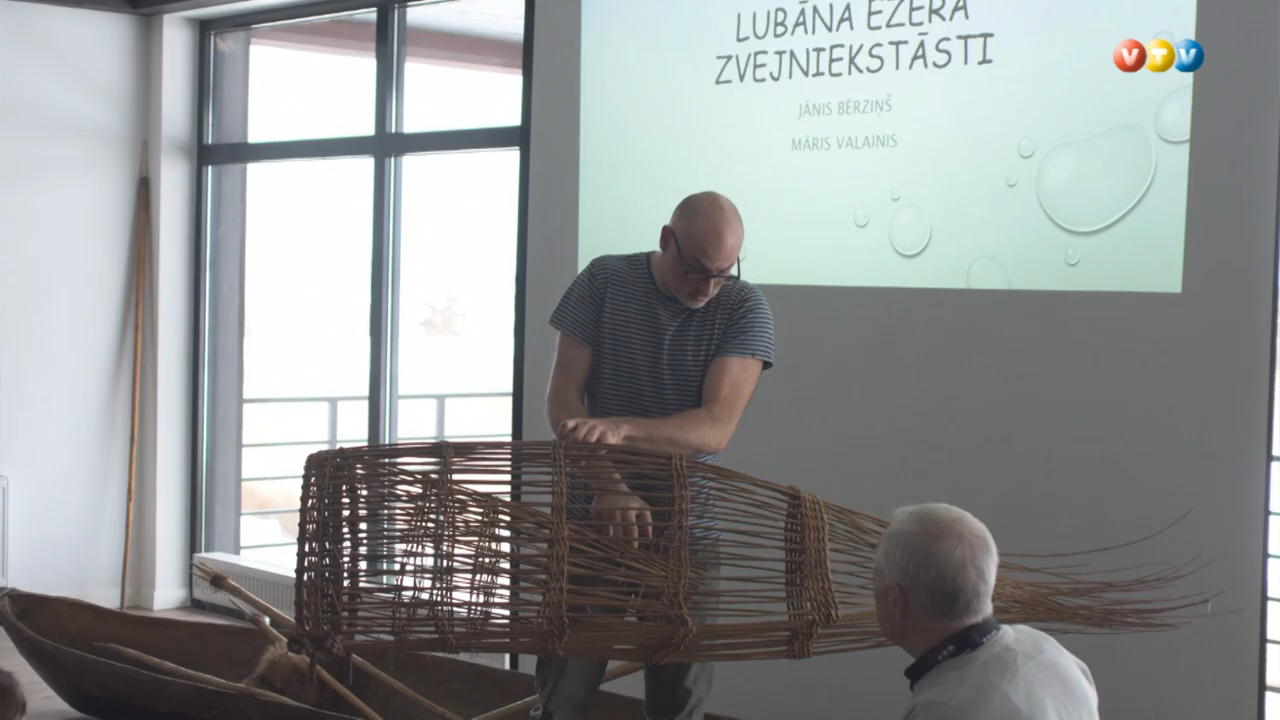 LUBĀNA EZERA
ZVEJNIEKSTĀSTI
JĀNIS BĒRZIŅŠ
MĀRIS VALAINIS
VTV